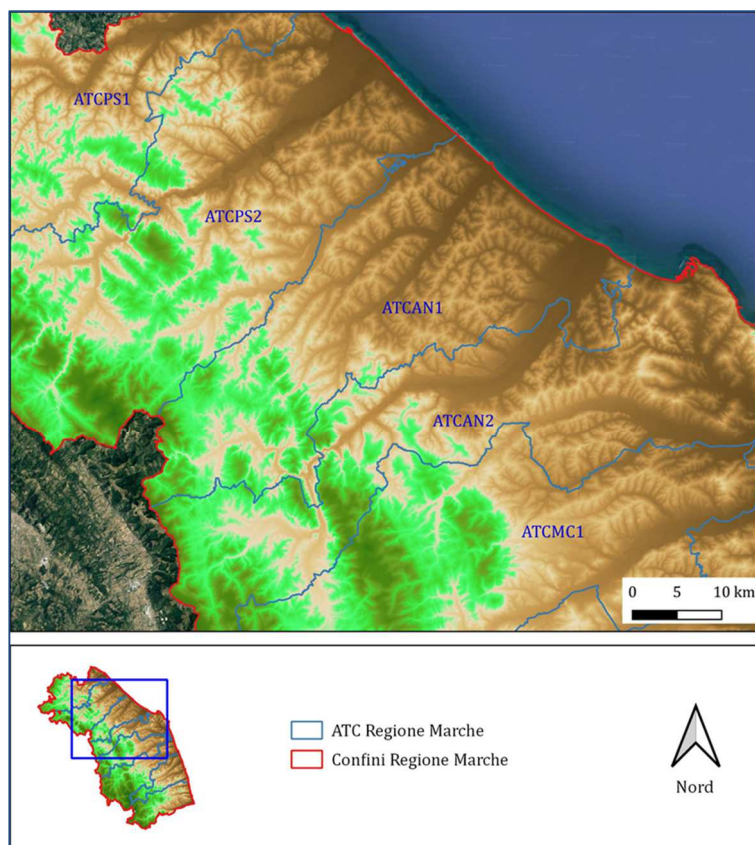 ATCPS1
ATCPS2
ATCAN1
ATCAN2
ATCMC1
0 5 10 km
ATC Regione Marche
Confini Regione Marche
Nord